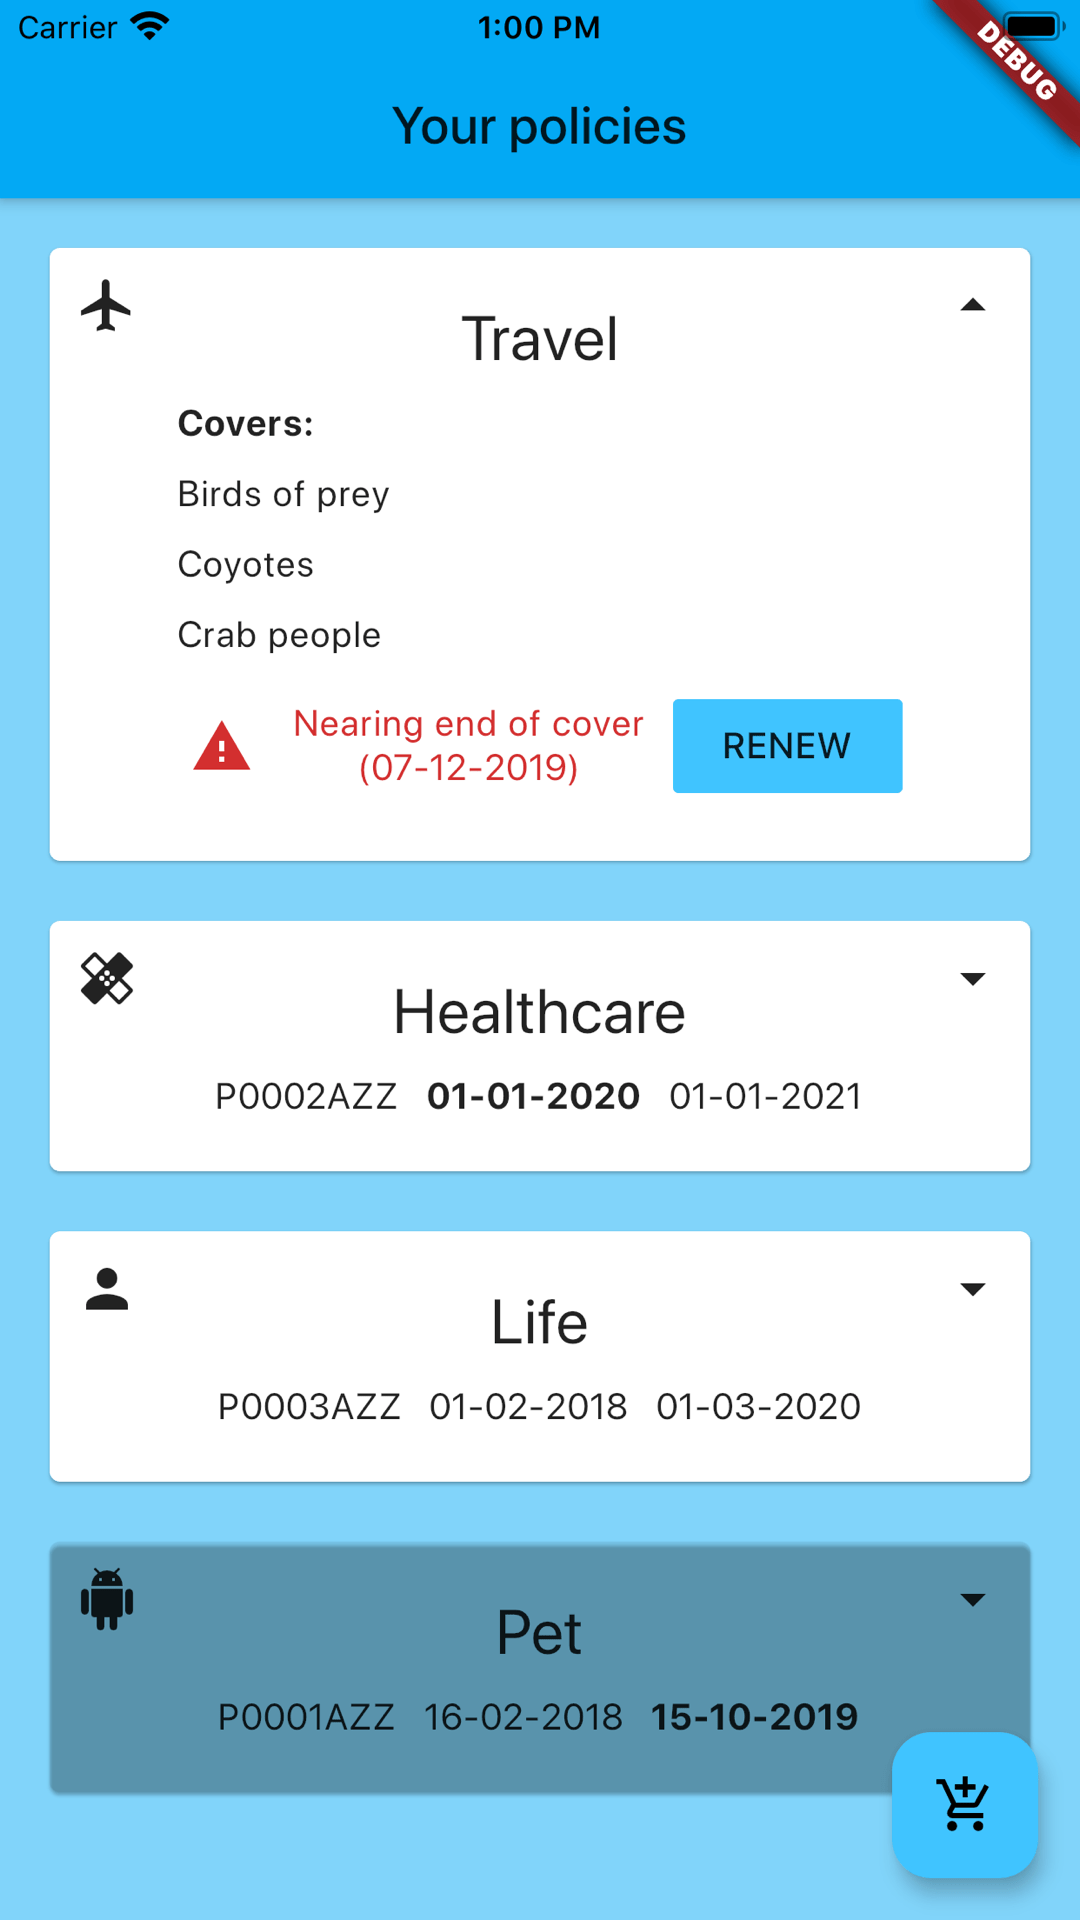 Carrier 1:00 PM
DEBUG
Your policies
Travel
Covers:
Birds of prey
Coyotes
Crab people
Nearing end of cover
(07-12-2019)
RENEW
Healthcare
P0002AZZ 01-01-2020 01-01-2021
Life
P0003AZZ 01-02-2018 01-03-2020
Pet
P0001AZZ 16-02-2018 15-10-2019